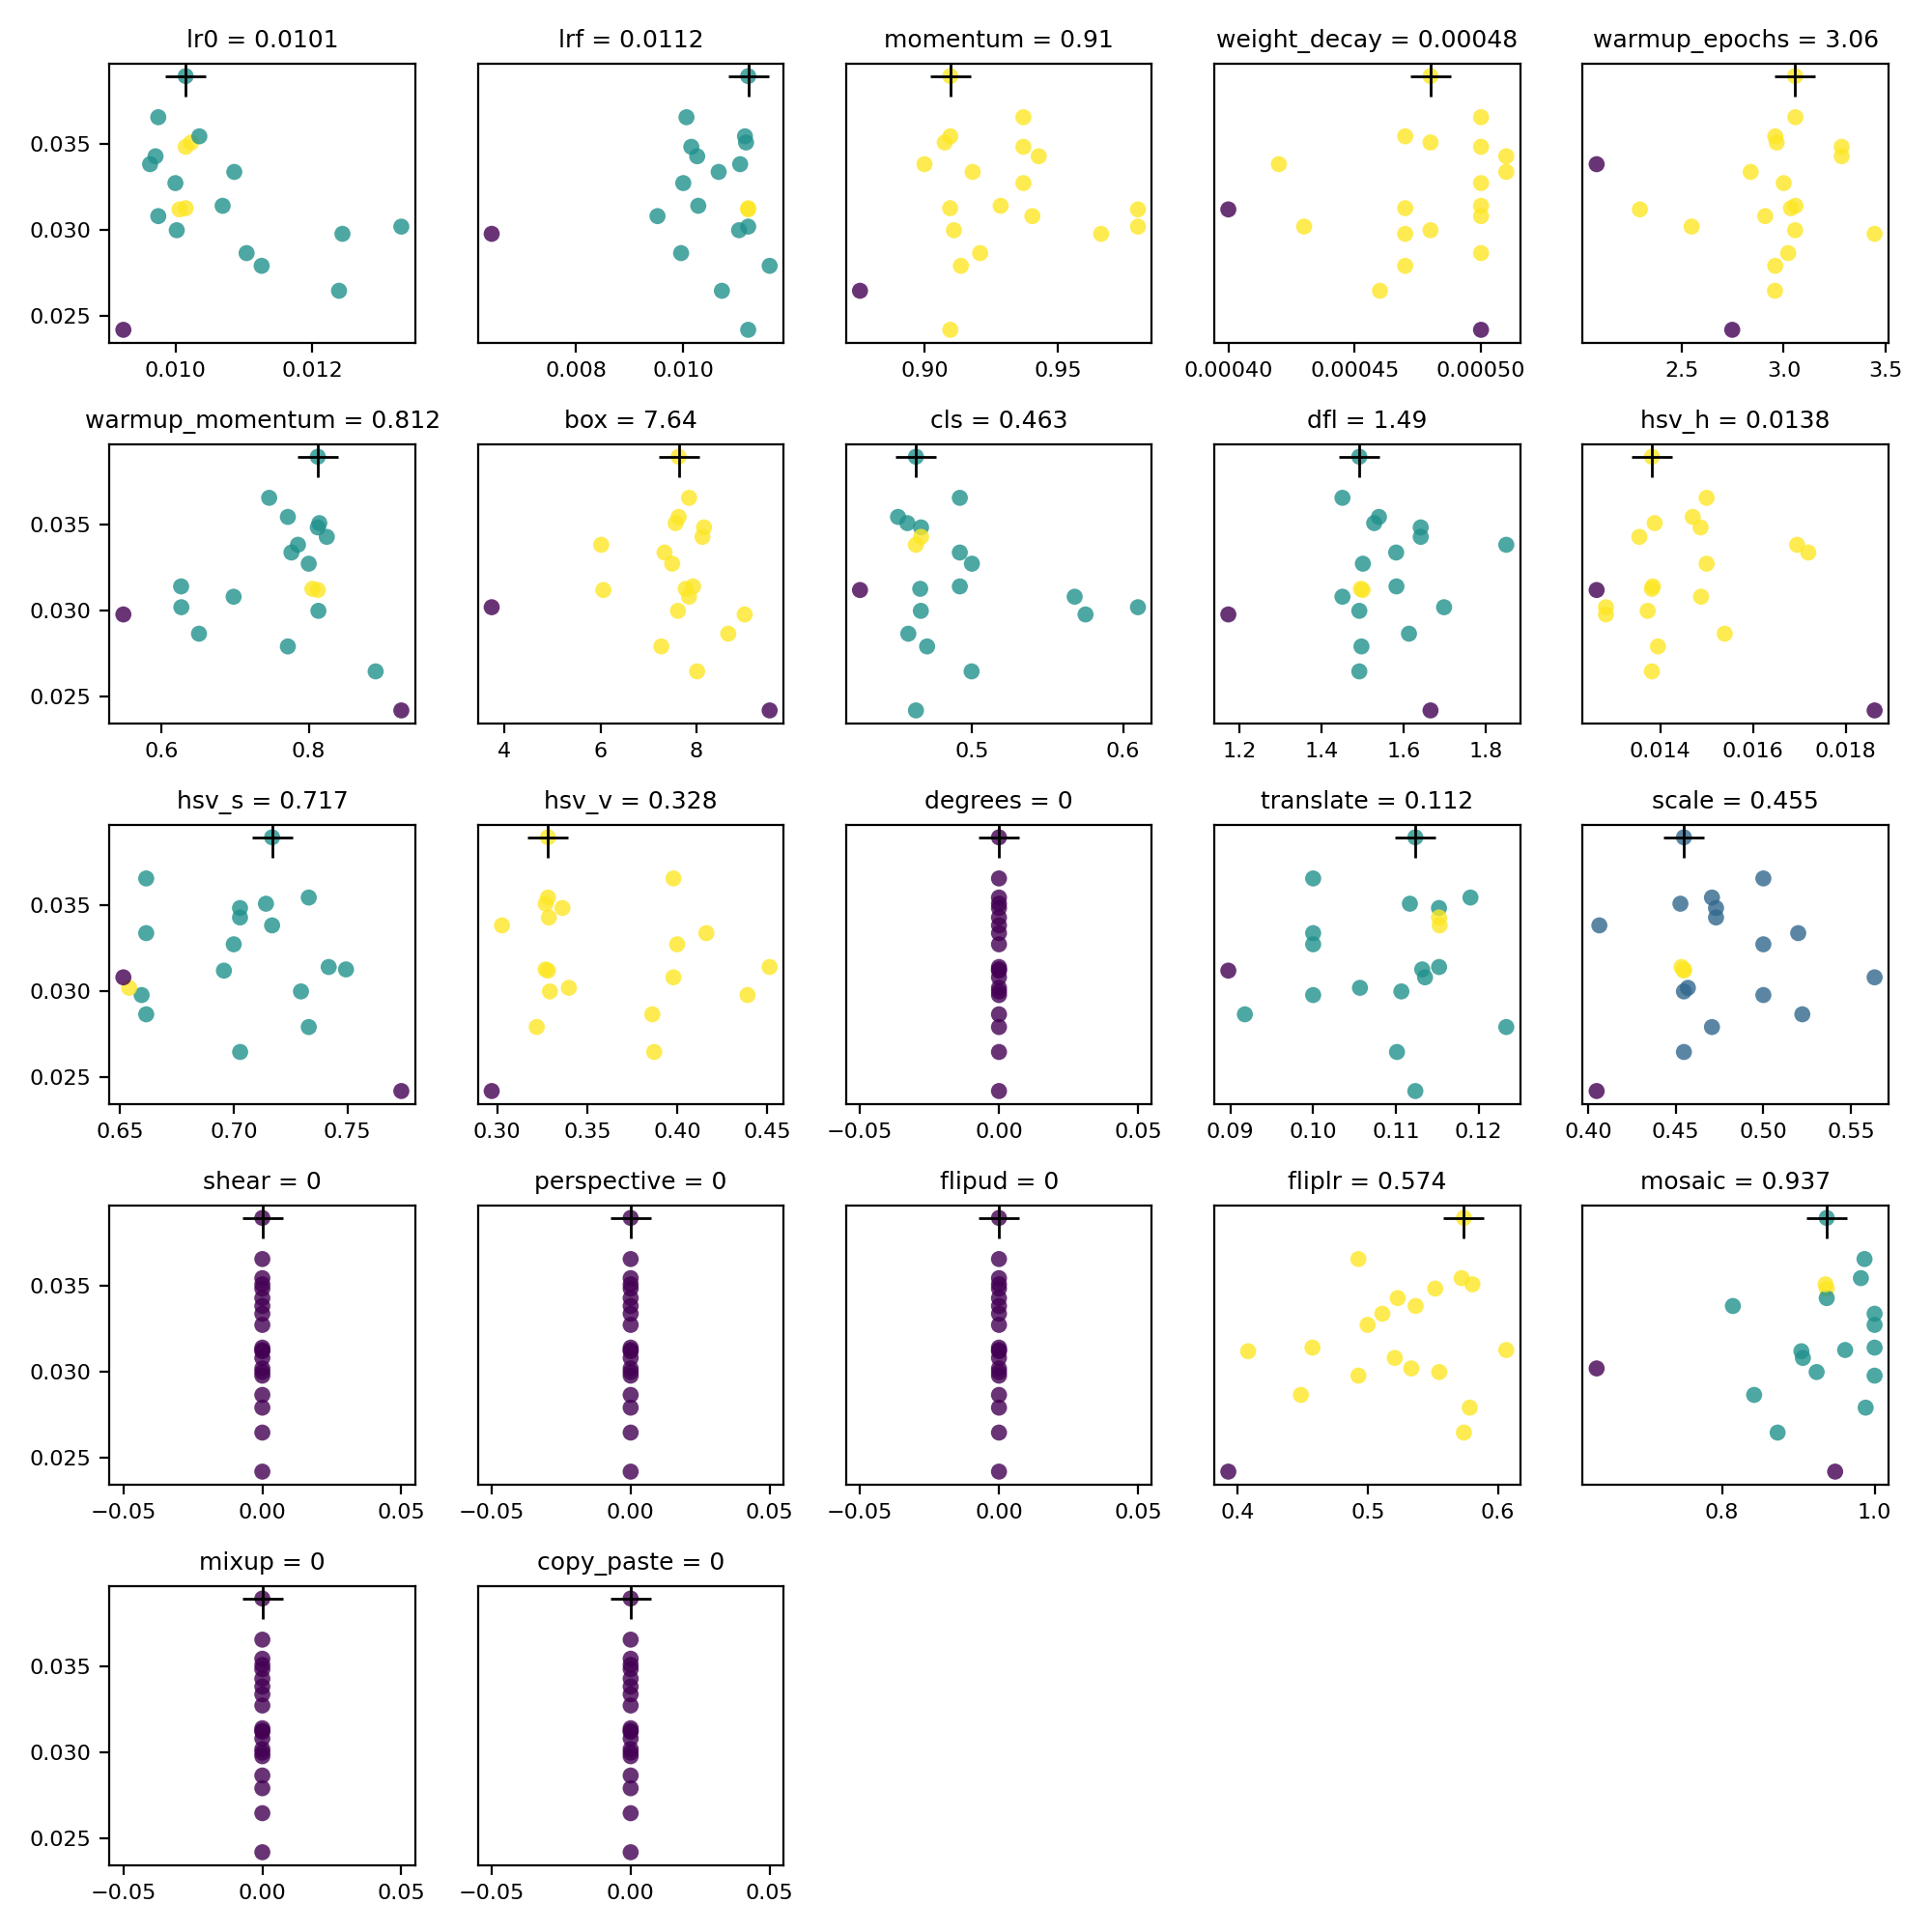 lr0 = 0.0101 lrf = 0.0112 momentum = 0.91 weight_decay = 0.00048 warmup_epochs = 3.06
0.035
0.030
0.025
0.010 0.012 0.008 0.010 0.90 0.95 0.00040 0.00045 0.00050 2.5 3.0 3.5
warmup_momentum = 0.812 box = 7.64 cls = 0.463 dfl = 1.49 hsv_h = 0.0138
0.035
0.030
0.025
0.6 0.8 4 6 8 0.5 0.6 1.2 1.4 1.6 1.8 0.014 0.016 0.018
hsv_s = 0.717 hsv_v = 0.328 degrees = 0 translate = 0.112 scale = 0.455
0.035
0.030
0.025
0.65 0.70 0.75 0.30 0.35 0.40 0.45 −0.05 0.00 0.05 0.09 0.10 0.11 0.12 0.40 0.45 0.50 0.55
shear = 0 perspective = 0 flipud = 0 fliplr = 0.574 mosaic = 0.937
0.035
0.030
0.025
−0.05 0.00 0.05 −0.05 0.00 0.05 −0.05 0.00 0.05 0.4 0.5 0.6 0.8 1.0
mixup = 0 copy_paste = 0
0.035
0.030
0.025
−0.05 0.00 0.05 −0.05 0.00 0.05